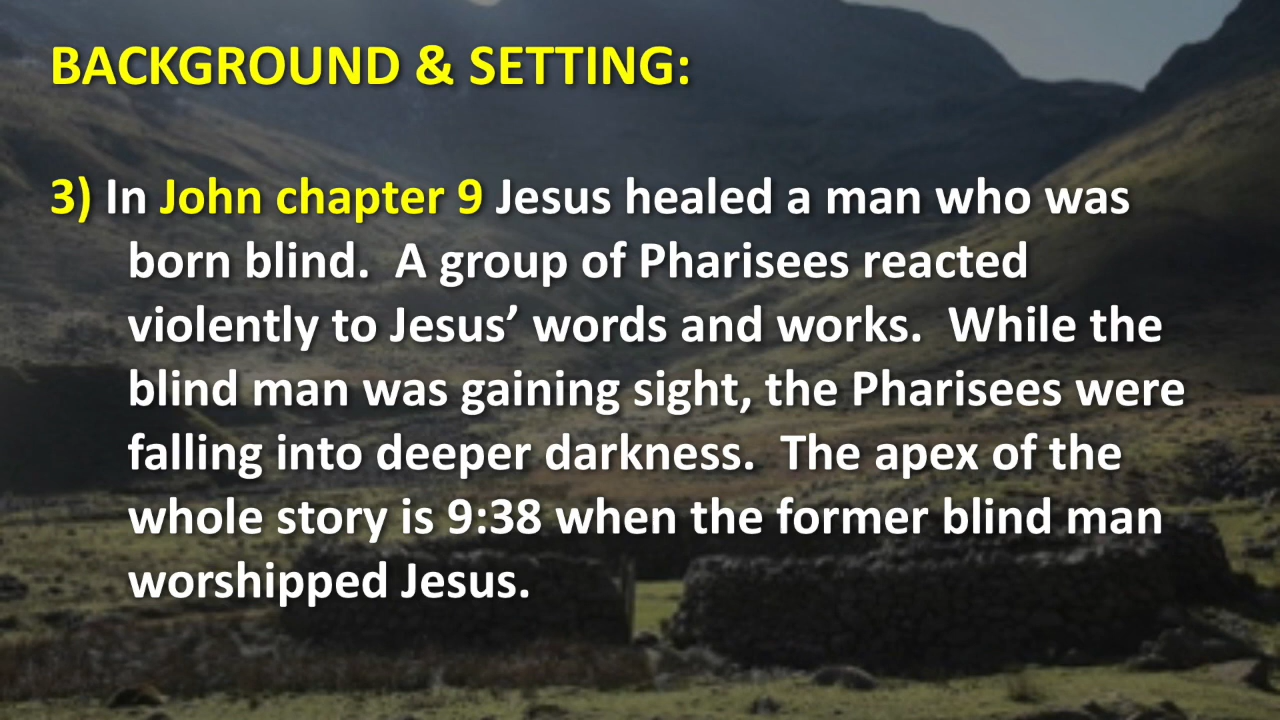 BACKGROUND & SETTING:
3) In John chapter 9 Jesus healed a man who was
born blind.  A group of Pharisees reacted
violently to Jesus’ words and works.  While the
blind man was gaining sight, the Pharisees were
falling into deeper darkness.  The apex of the
whole story is 9:38 when the former blind man
worshipped Jesus.